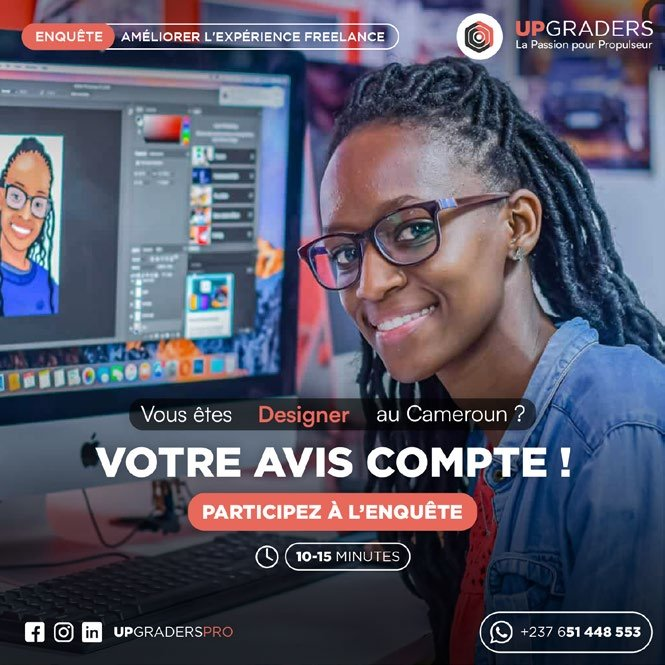 ENQUÊTE AMÉLIORER L'EXPÉRIENCE FREELANCE
UPGRADERS
La Passion pour Propulseur
Vous êtes Designer au Cameroun ?
VOTRE AVIS COMPTE !
PARTICIPEZ À L'ENQUÊTE
10-15 MINUTES
UPGRADERSPRO
+237 651 448 553